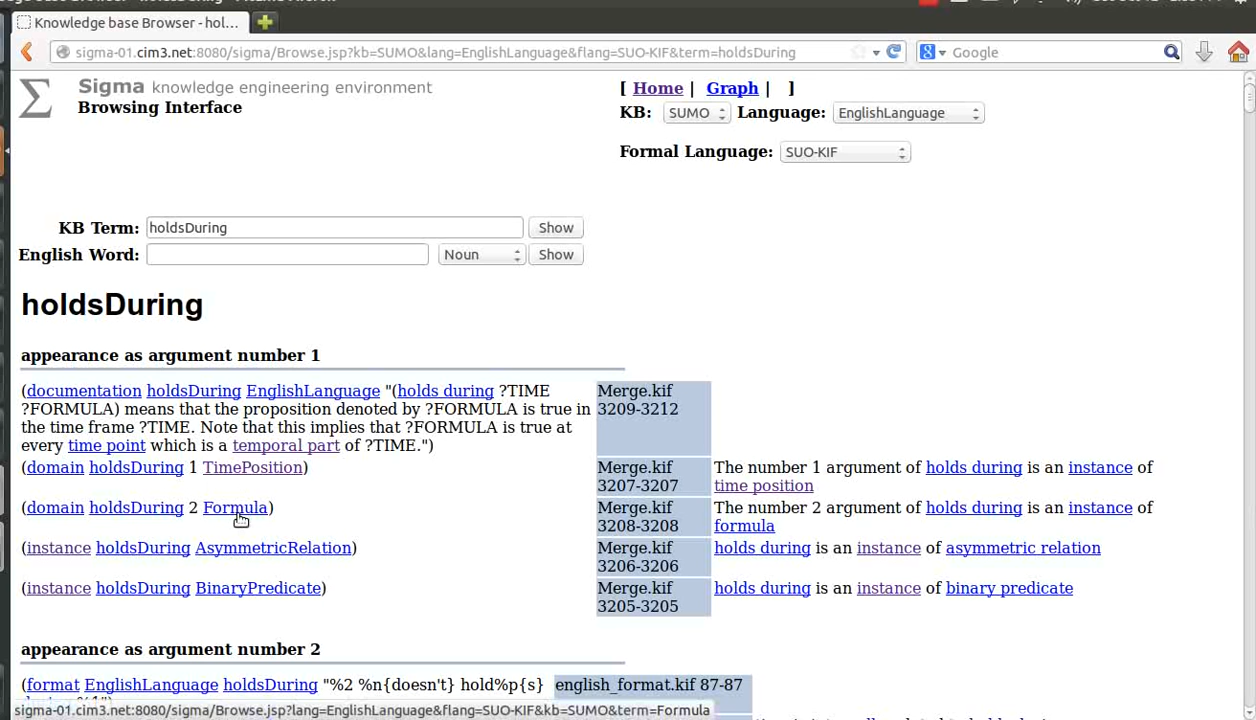 Knowledge base Browser - hol...
sigma-01.cim3.net:8080/sigma/Browse.jsp?kb=SUMO&lang=EnglishLanguage&flang=SUO-KIF&term=holdsDuring
Google
Sigma knowledge engineering environment
Browsing Interface
[ Home | Graph | ]
KB: SUMO Language: EnglishLanguage
Formal Language: SUO-KIF
KB Term: holdsDuring Show
English Word: Noun Show
holdsDuring
appearance as argument number 1
(documentation holdsDuring EnglishLanguage "(holds during ?TIME
?FORMULA) means that the proposition denoted by ?FORMULA is true in
the time frame ?TIME. Note that this implies that ?FORMULA is true at
every time point which is a temporal part of ?TIME.")
Merge.kif
3209-3212
(domain holdsDuring 1 TimePosition)
Merge.kif
3207-3207
The number 1 argument of holds during is an instance of
time position
(domain holdsDuring 2 Formula)
Merge.kif
3208-3208
The number 2 argument of holds during is an instance of
formula
(instance holdsDuring AsymmetricRelation)
Merge.kif
3206-3206
holds during is an instance of asymmetric relation
(instance holdsDuring BinaryPredicate)
Merge.kif
3205-3205
holds during is an instance of binary predicate
appearance as argument number 2
(format EnglishLanguage holdsDuring "%2 %n{doesn't} hold%p{s}
english_format.kif 87-87
sigma-01.cim3.net:8080/sigma/Browse.jsp?lang=EnglishLanguage&flang=SUO-KIF&kb=SUMO&term=Formula